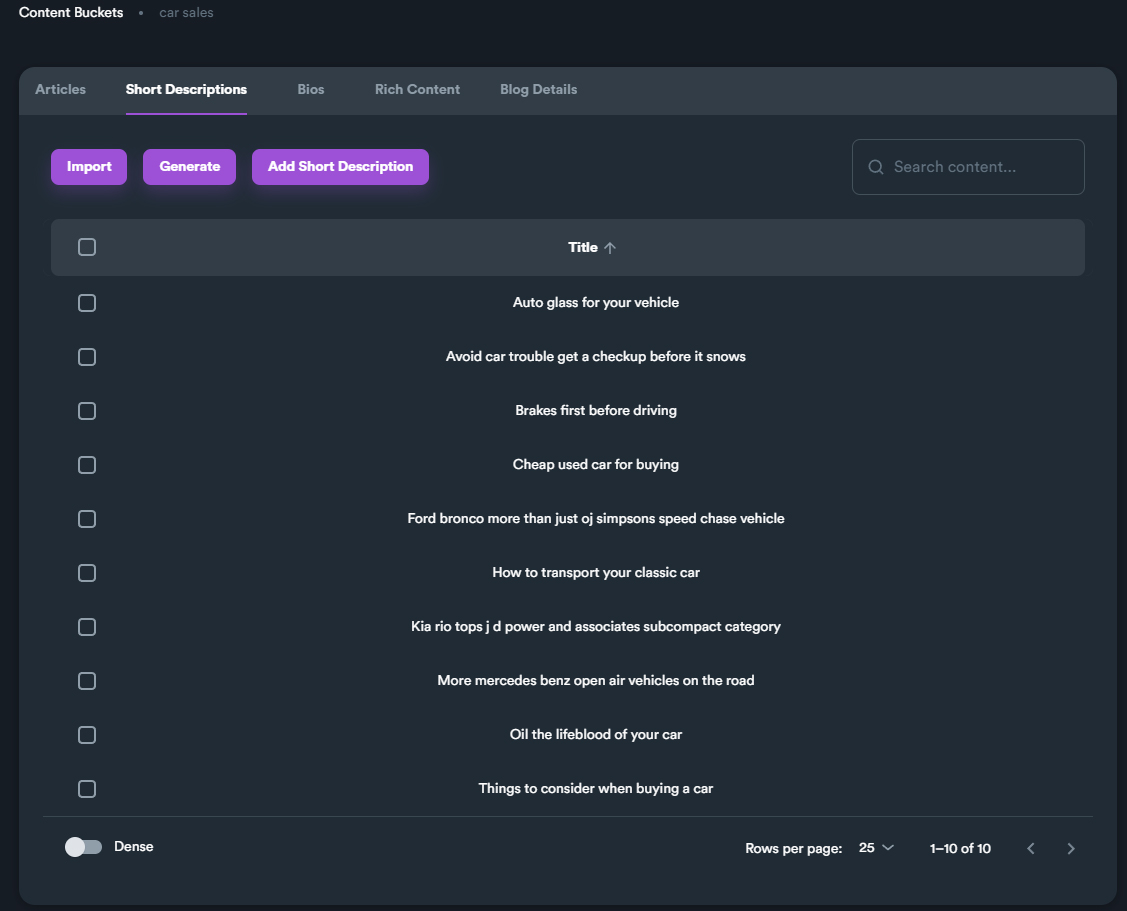 Content Buckets • car sales
Articles Short Descriptions Bios Rich Content Blog Details
Import Generate Add Short Description Search content...
Title
Auto glass for your vehicle
Avoid car trouble get a checkup before it snows
Brakes first before driving
Cheap used car for buying
Ford bronco more than just oj simpsons speed chase vehicle
How to transport your classic car
Kia rio tops j d power and associates subcompact category
More mercedes benz open air vehicles on the road
Oil the lifeblood of your car
Things to consider when buying a car
Dense Rows per page: 25 1–10 of 10